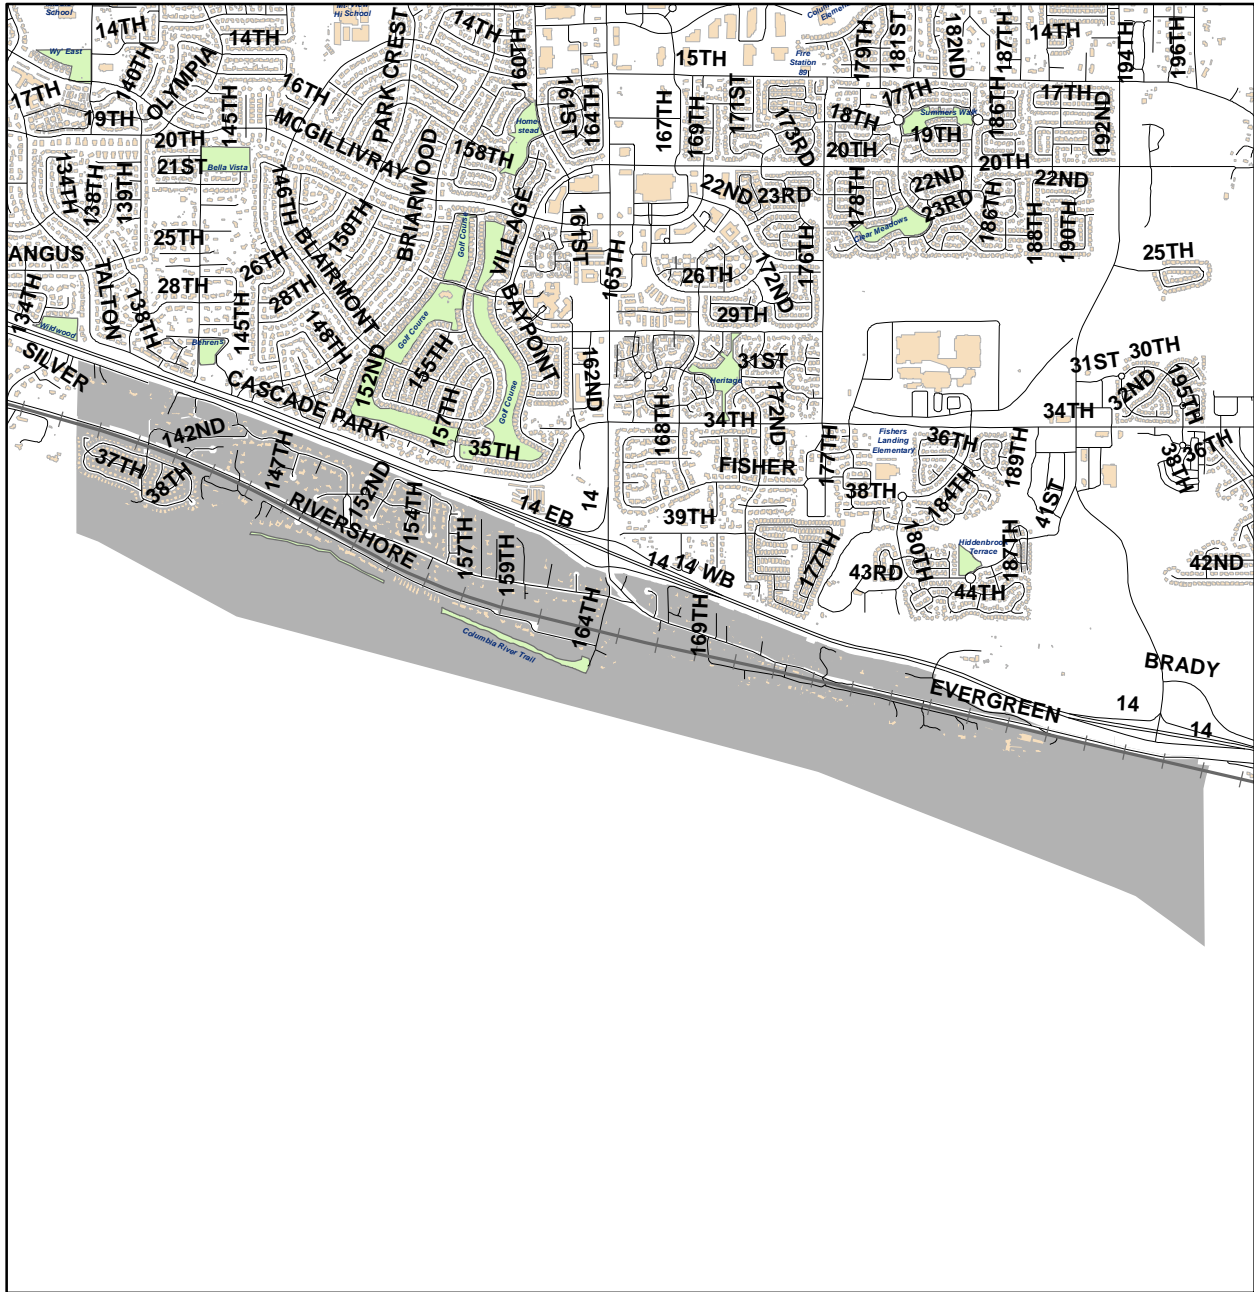 School
Mt View
Hi School
Fire
Station
89
14TH
14TH
14TH
160TH
15TH
179TH
181ST
182ND
187TH
14TH
194TH
196TH
Wy' East
140TH
OLYMPIA
PARK CREST
17TH
19TH
16TH
145TH
MCGILLIVRAY
20TH
21ST
Bella Vista
BRIARWOOD
158TH
Home-
stead
161ST
164TH
167TH
169TH
171ST
173RD
18TH
17TH
Summers Walk
19TH
20TH
186TH
20TH
17TH
192ND
134TH
138TH
139TH
146TH
150TH
BLAIRMONT
Golf Course
VILLAGE
161ST
165TH
22ND
23RD
178TH
22ND
23RD
Clear Meadows
186TH
22ND
188TH
190TH
25TH
ANGUS
TALTON
25TH
26TH
28TH
28TH
26TH
172ND
176TH
29TH
BAYPOINT
134TH
Wildwood
138TH
145TH
Behrens
148TH
Golf Course
155TH
152ND
157TH
Golf Course
162ND
31ST
Heritage
172ND
168TH
34TH
31ST
30TH
32ND
195TH
34TH
SILVER
CASCADE PARK
35TH
FISHER
177TH
Fishers
Landing
Elementary
36TH
189TH
38TH
184TH
41ST
38TH
36TH
142ND
37TH
38TH
147TH
152ND
154TH
157TH
159TH
RIVERSHORE
14 EB
14
39TH
14
14 WB
177TH
43RD
180TH
Hiddenbrook
Terrace
187TH
44TH
42ND
164TH
169TH
Columbia River Trail
BRADY
EVERGREEN
14
14